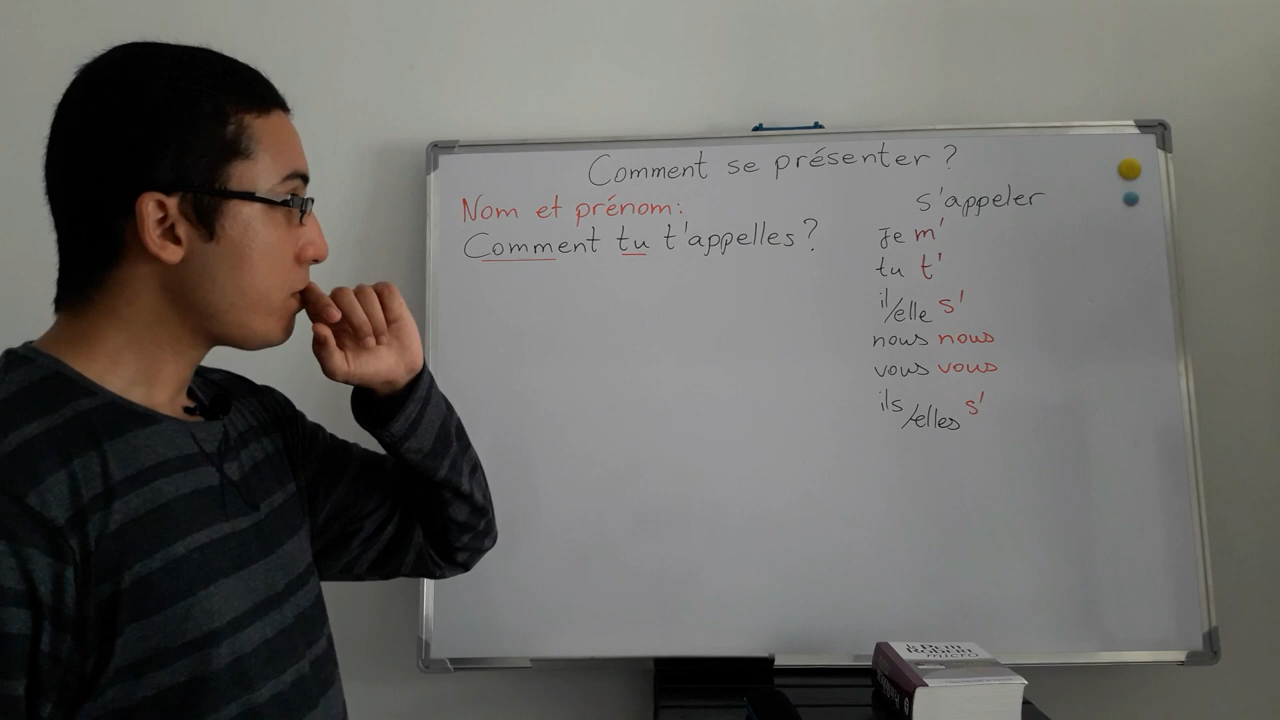 Comment se présenter ?
Nom et prénom:
Comment tu t'appelles ?
s'appeler
Je m'
tu t'
il/elle s'
nous nous
vous vous
ils/elles s'
micro